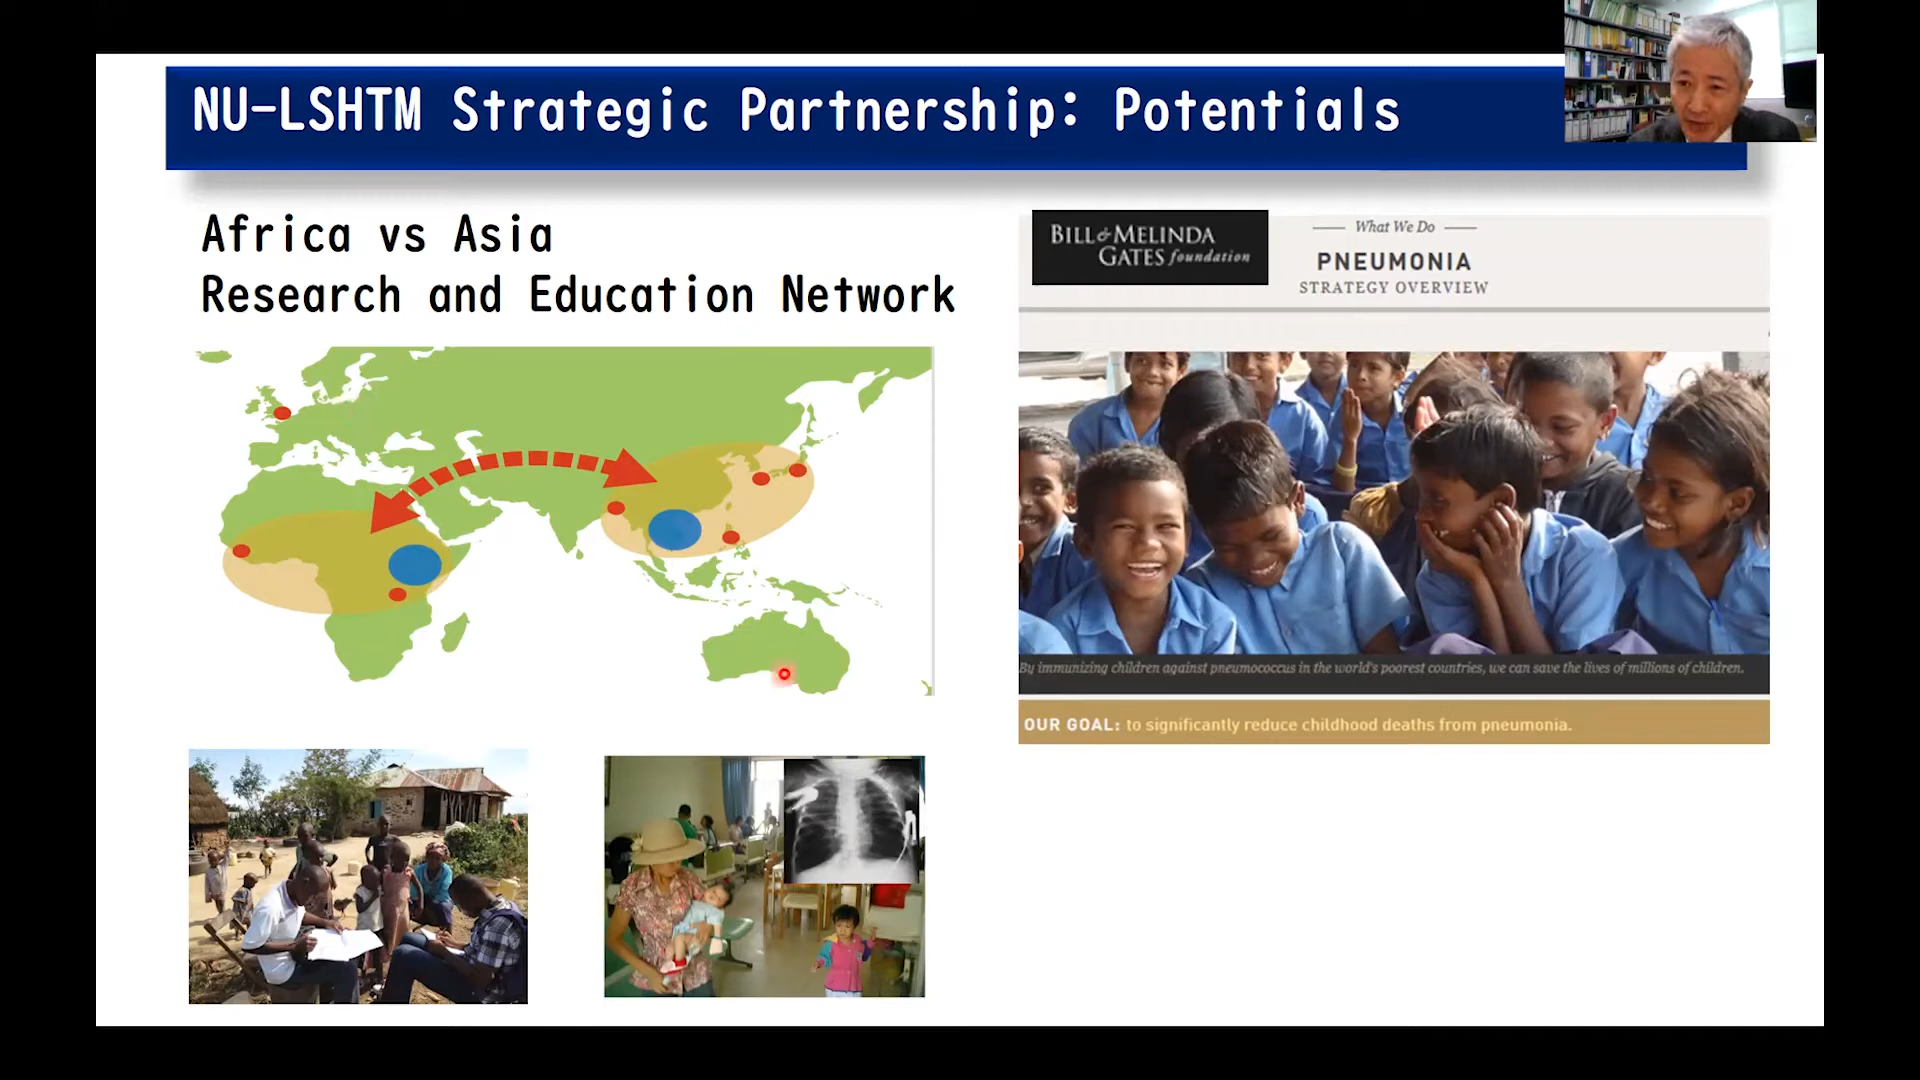 NU-LSHTM Strategic Partnership: Potentials
Africa vs Asia
Research and Education Network
BILL & MELINDA
GATES foundation
What We Do
PNEUMONIA
STRATEGY OVERVIEW
By immunizing children against pneumococcus in the world's poorest countries, we can save the lives of millions of children.
OUR GOAL: to significantly reduce childhood deaths from pneumonia.